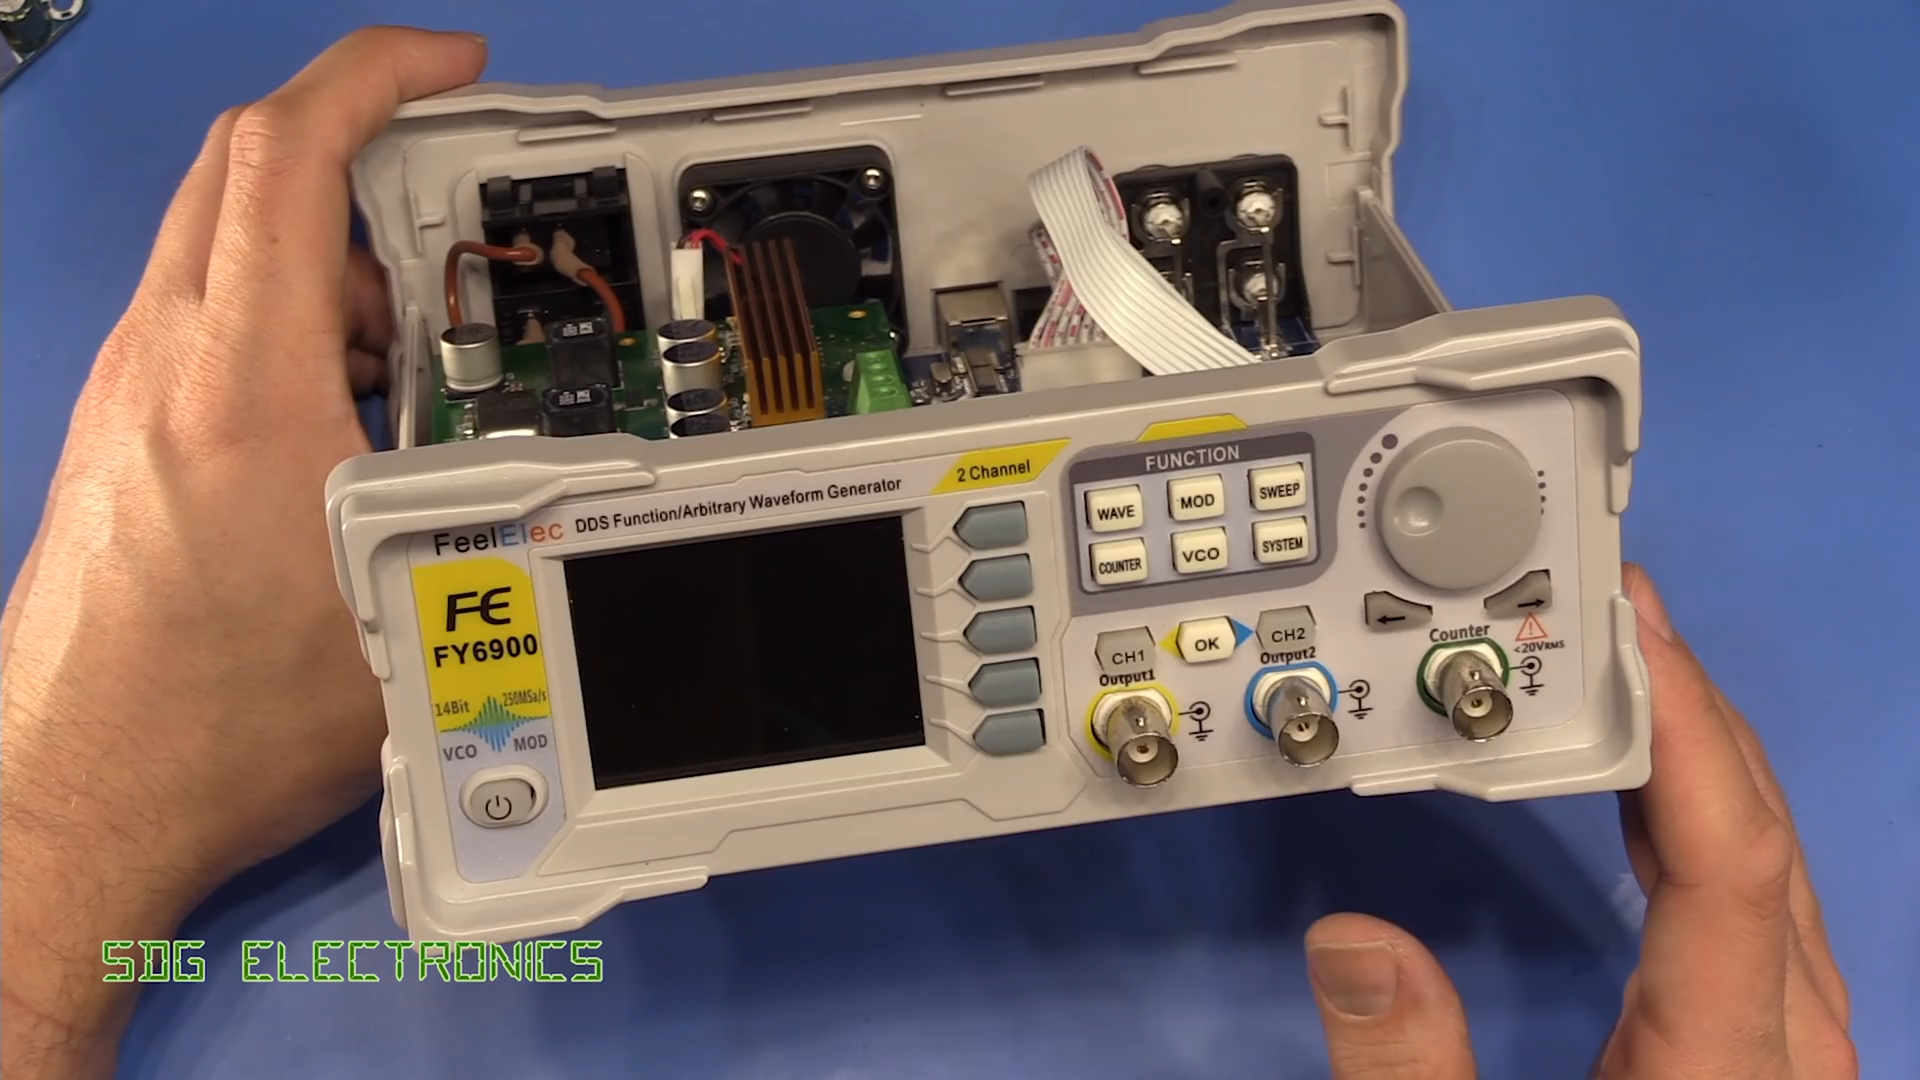 FeelElec DDS Function/Arbitrary Waveform Generator
2 Channel
FE
FY6900
14Bit 250MSa/s
VCO MOD
FUNCTION
WAVE MOD SWEEP
COUNTER VCO SYSTEM
CH1 OK CH2
Output1 Output2
Counter
<20VRMS
SDG ELECTRONICS